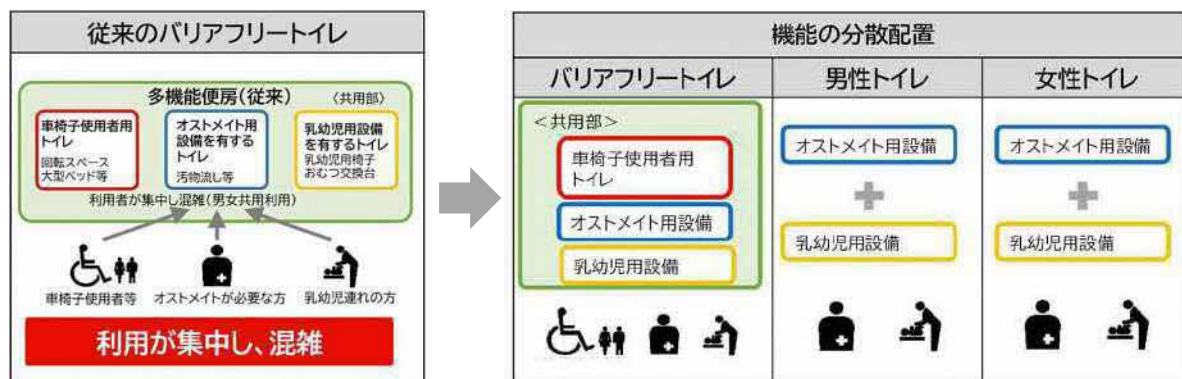 従来のバリアフリートイレ
多機能便房(従来)
〈共用部〉
車椅子使用者用
トイレ
回転スペース
大型ベッド等
オストメイト用
設備を有する
トイレ
汚物流し等
乳幼児用設備
を有するトイレ
乳幼児用椅子
おむつ交換台
利用者が集中し混雑(男女共用利用)
車椅子使用者等
オストメイトが必要な方
乳幼児連れの方
利用が集中し、混雑
機能の分散配置
バリアフリートイレ
男性トイレ
女性トイレ
<共用部>
車椅子使用者用
トイレ
オストメイト用設備
乳幼児用設備
オストメイト用設備
乳幼児用設備
オストメイト用設備
乳幼児用設備